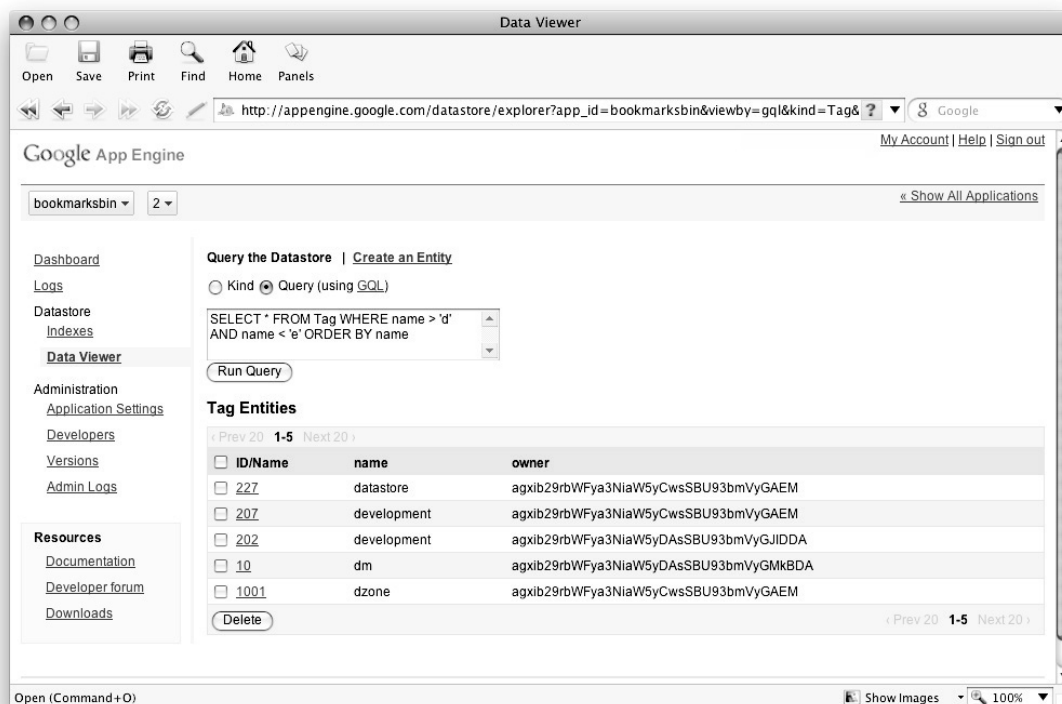 Data Viewer
Open Save Print Find Home Panels
http://appengine.google.com/datastore/explorer?app_id=bookmarksbin&viewby=gql&kind=Tag& ? Google
My Account | Help | Sign out
Google App Engine
bookmarksbin 2 « Show All Applications
Dashboard
Logs
Datastore
Indexes
Data Viewer
Administration
Application Settings
Developers
Versions
Admin Logs
Resources
Documentation
Developer forum
Downloads
Query the Datastore | Create an Entity
Kind Query (using GQL)
SELECT * FROM Tag WHERE name > 'd'
AND name < 'e' ORDER BY name
Run Query
Tag Entities
‹ Prev 20 1-5 Next 20 ›
ID/Name name owner
227 datastore agxib29rbWFya3NiaW5yCwsSBU93bmVyGAEM
207 development agxib29rbWFya3NiaW5yCwsSBU93bmVyGAEM
202 development agxib29rbWFya3NiaW5yDAsSBU93bmVyGJIDDA
10 dm agxib29rbWFya3NiaW5yDAsSBU93bmVyGMkBDA
1001 dzone agxib29rbWFya3NiaW5yCwsSBU93bmVyGAEM
Delete ‹ Prev 20 1-5 Next 20 ›
Open (Command+O) Show Images 100%